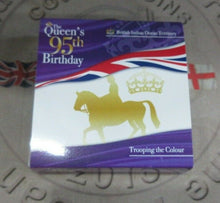 The
Queen's
95th
Birthday
British Indian Ocean Territory
Trooping the Colour